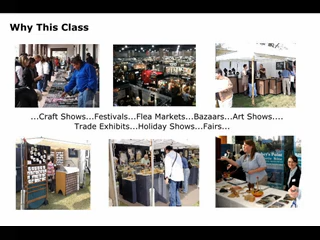 Why This Class
...Craft Shows...Festivals...Flea Markets...Bazaars...Art Shows....
Trade Exhibits...Holiday Shows...Fairs...